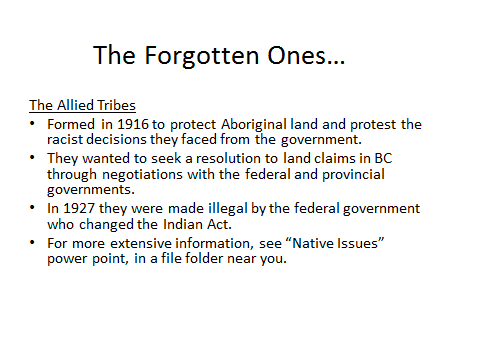 The Forgotten Ones…
The Allied Tribes
• Formed in 1916 to protect Aboriginal land and protest the
racist decisions they faced from the government.
• They wanted to seek a resolution to land claims in BC
through negotiations with the federal and provincial
governments.
• In 1927 they were made illegal by the federal government
who changed the Indian Act.
• For more extensive information, see “Native Issues”
power point, in a file folder near you.